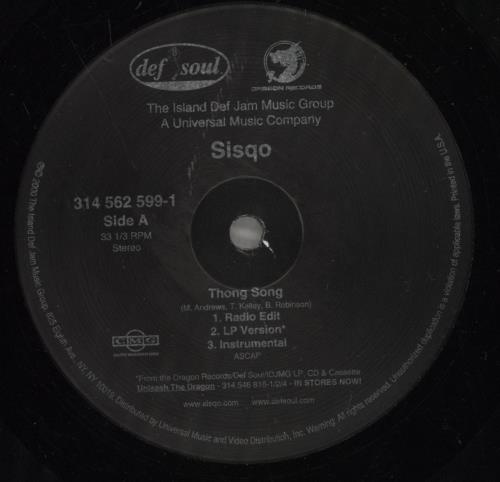 def soul
DRAGON RECORDS
The Island Def Jam Music Group
A Universal Music Company
Sisqo
314 562 599-1
Side A
33 1/3 RPM
Stereo
Thong Song
(M. Andrews, T. Kelley, B. Robinson)
1. Radio Edit
2. LP Version*
3. Instrumental
ASCAP
CMG
*From the Dragon Records/Def Soul/IDJMG LP, CD & Cassette
Unleash The Dragon - 314 546 816-1/2/4 - IN STORES NOW!
www.sisqo.com www.defsoul.com
℗© 2000 The Island Def Jam Music Group, 825 Eighth Ave., NY, NY 10019. Distributed by Universal Music and Video Distribution, Inc. Warning: All rights reserved. Unauthorized duplication is a violation of applicable laws. Printed in the U.S.A.